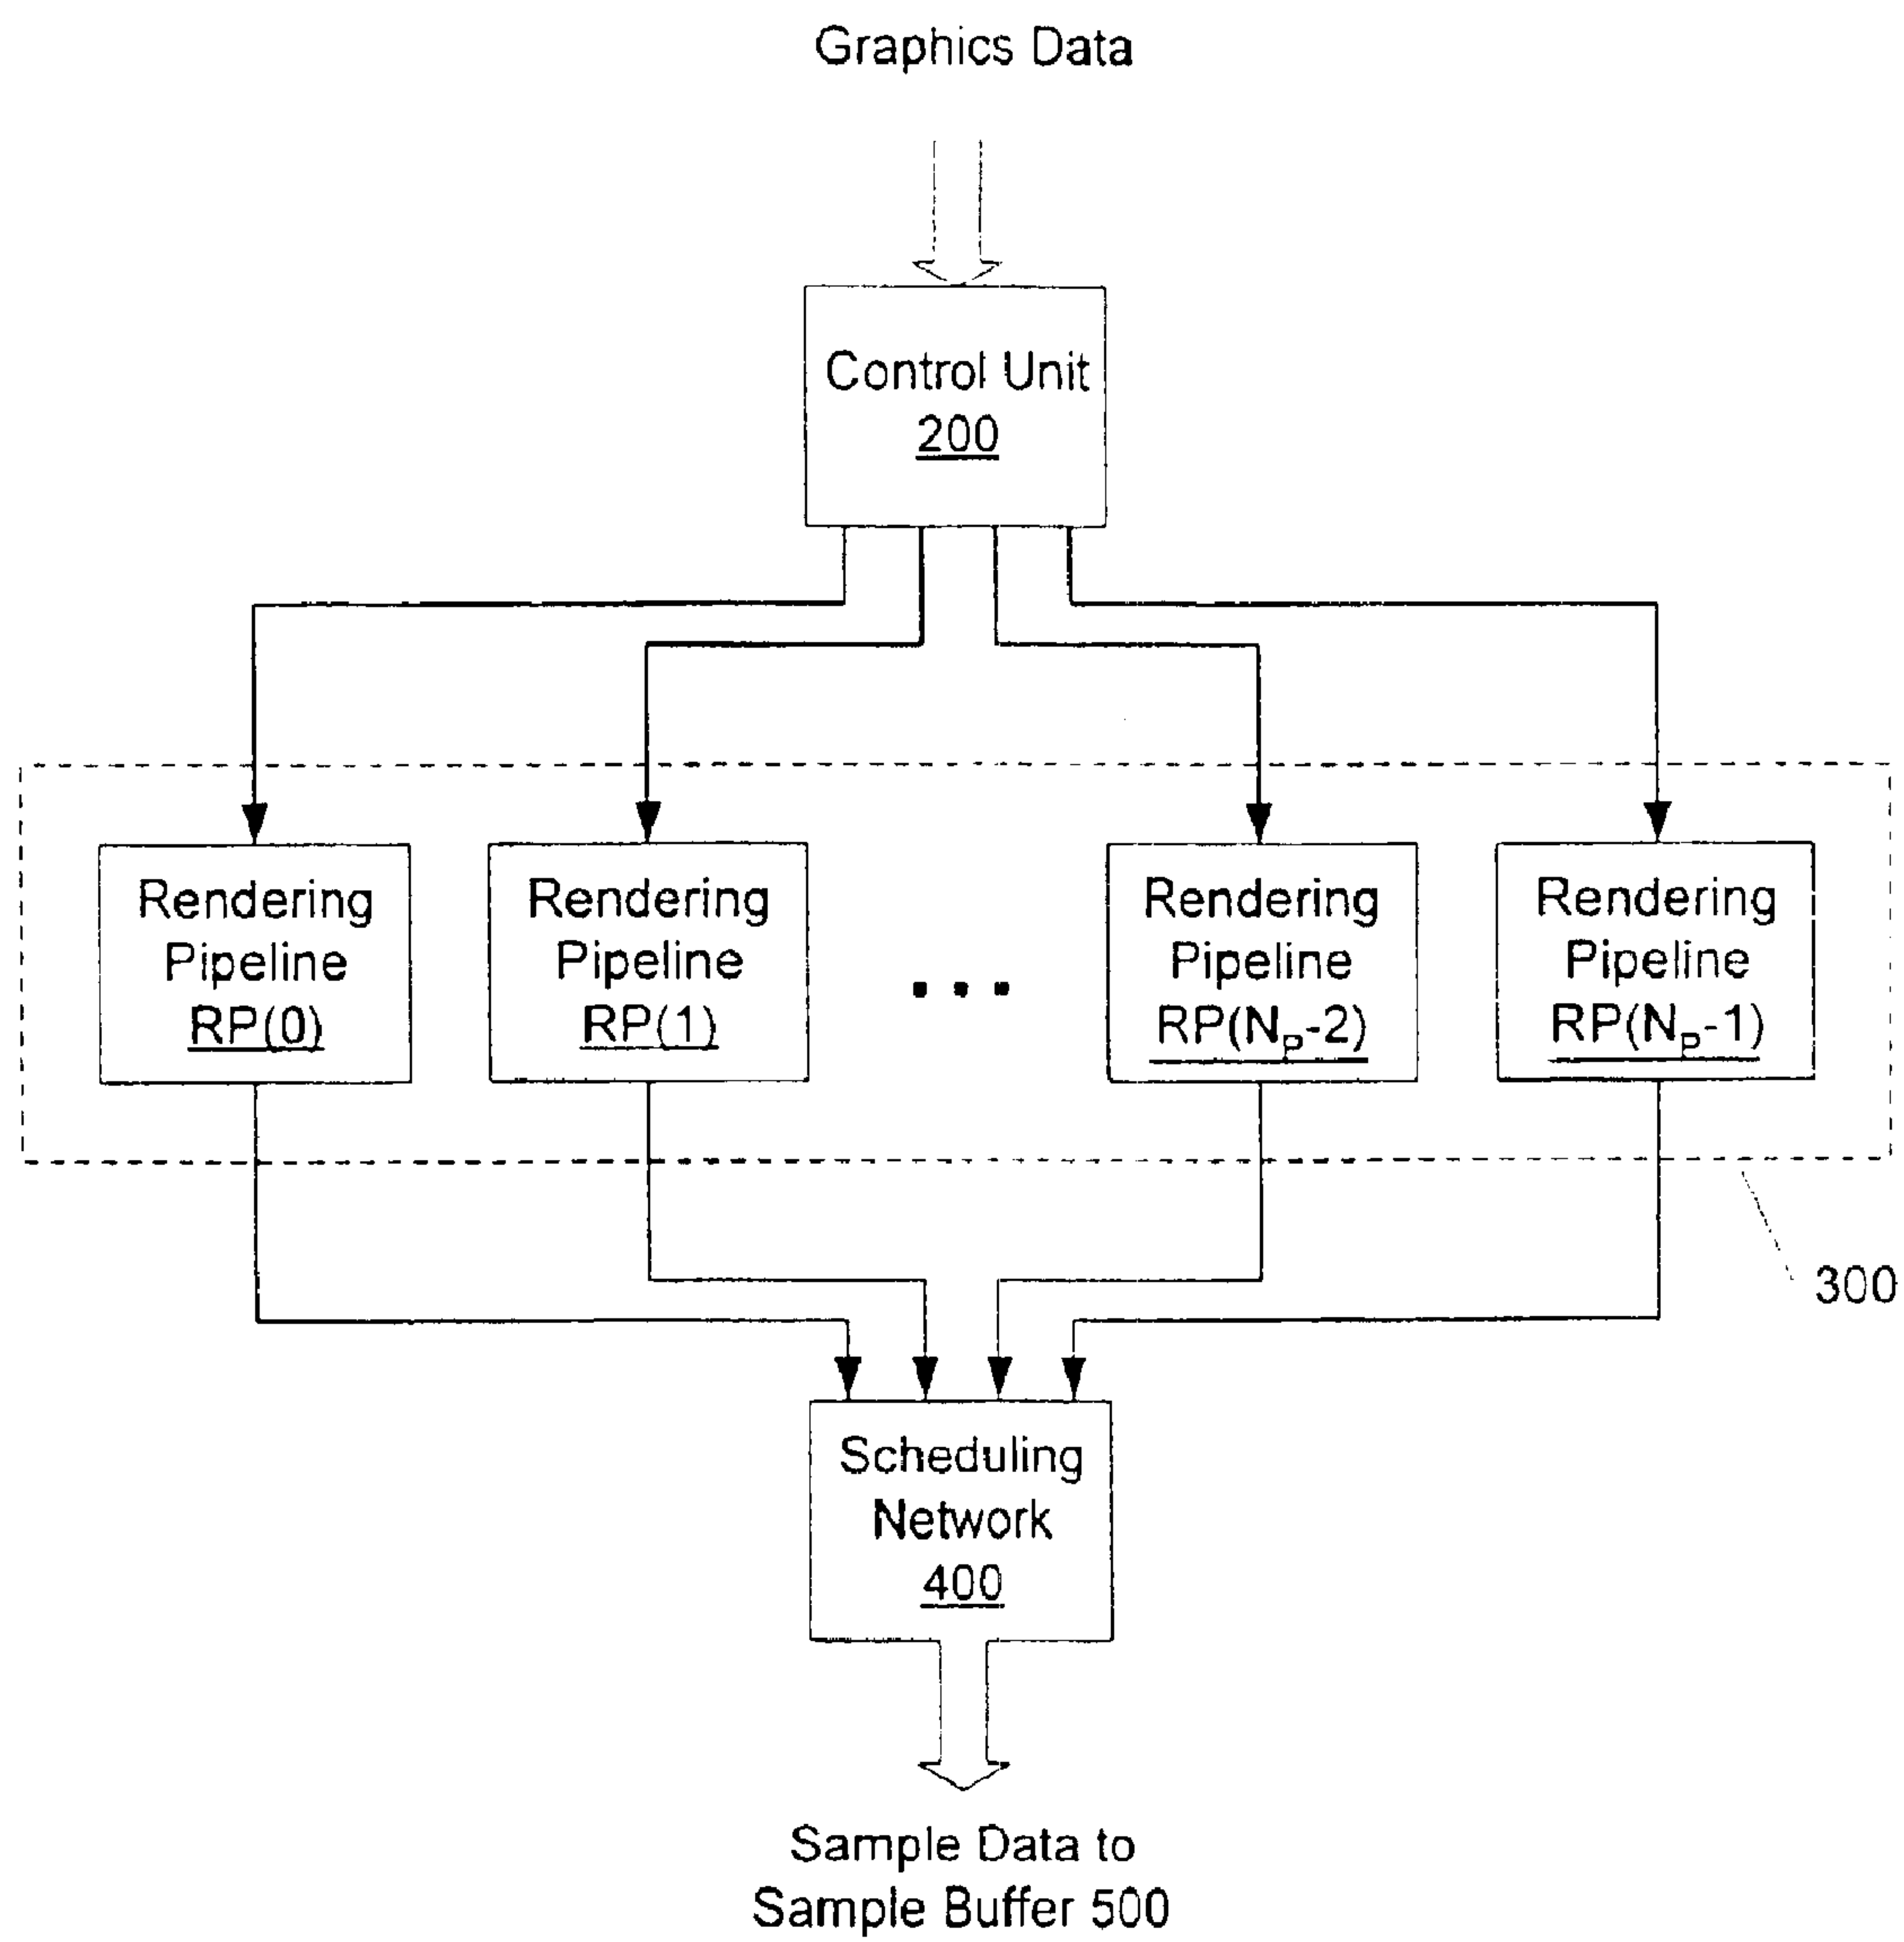 Graphics Data
Control Unit
200
Rendering
Pipeline
RP(0)
Rendering
Pipeline
RP(1)
. . .
Rendering
Pipeline
RP(Nₚ-2)
Rendering
Pipeline
RP(Nₚ-1)
300
Scheduling
Network
400
Sample Data to
Sample Buffer 500